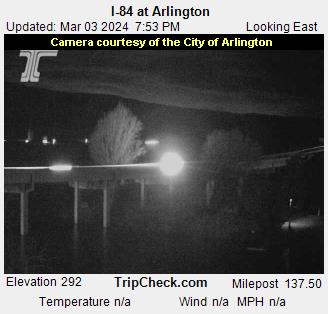 I-84 at Arlington
Updated: Mar 03 2024 7:53 PM Looking East
Camera courtesy of the City of Arlington
Elevation 292 TripCheck.com Milepost 137.50
Temperature n/a Wind n/a MPH n/a